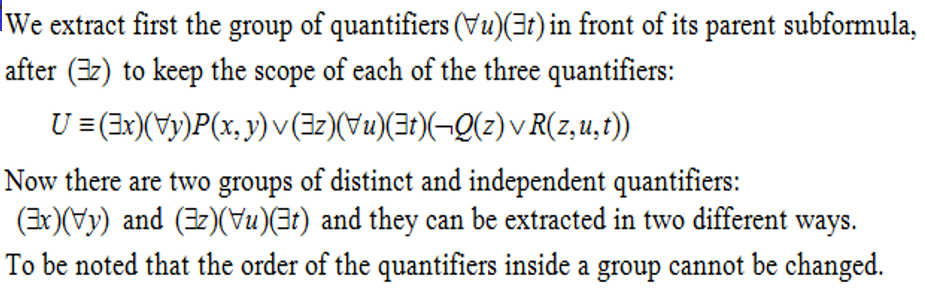 We extract first the group of quantifiers (∀u)(∃t) in front of its parent subformula,
after (∃z) to keep the scope of each of the three quantifiers:
U ≡ (∃x)(∀y)P(x, y) ∨ (∃z)(∀u)(∃t)(¬Q(z) ∨ R(z,u,t))
Now there are two groups of distinct and independent quantifiers:
(∃x)(∀y) and (∃z)(∀u)(∃t) and they can be extracted in two different ways.
To be noted that the order of the quantifiers inside a group cannot be changed.